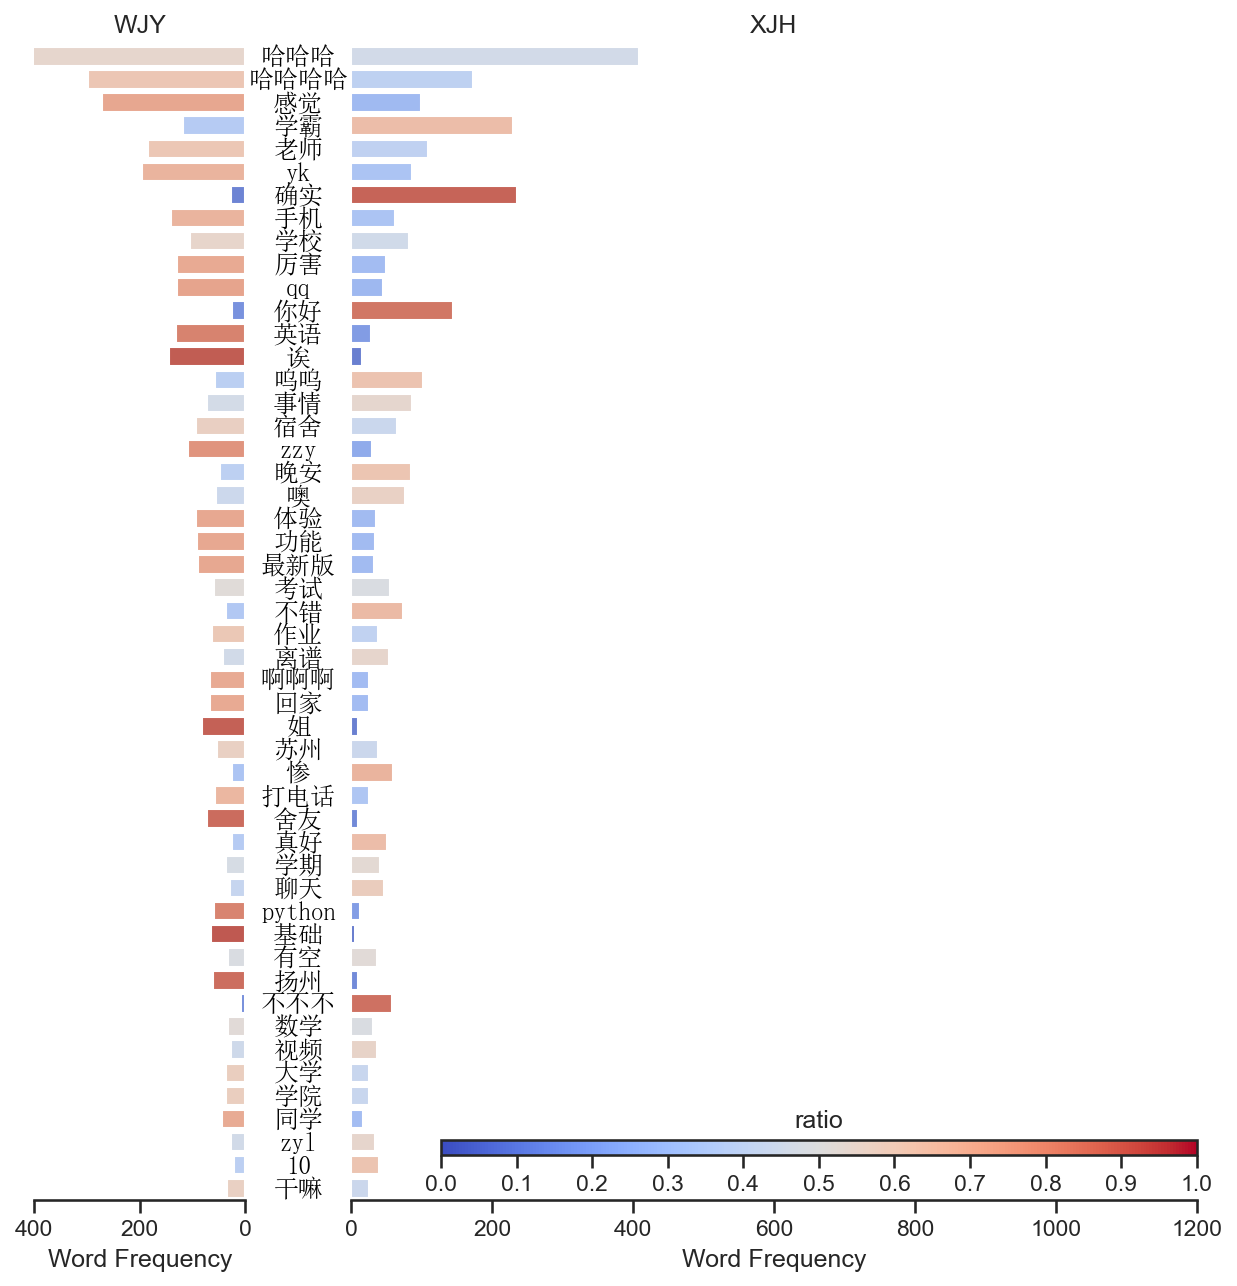 WJY XJH
哈哈哈
哈哈哈哈
感觉
学霸
老师
yk
确实
手机
学校
厉害
qq
你好
英语
诶
呜呜
事情
宿舍
zzy
晚安
噢
体验
功能
最新版
考试
不错
作业
离谱
啊啊啊
回家
姐
苏州
惨
打电话
舍友
真好
学期
聊天
python
基础
有空
扬州
不不不
数学
视频
大学
学院
同学
zyl
10
干嘛
ratio
0.0 0.1 0.2 0.3 0.4 0.5 0.6 0.7 0.8 0.9 1.0
400 200 0 0 200 400 600 800 1000 1200
Word Frequency Word Frequency